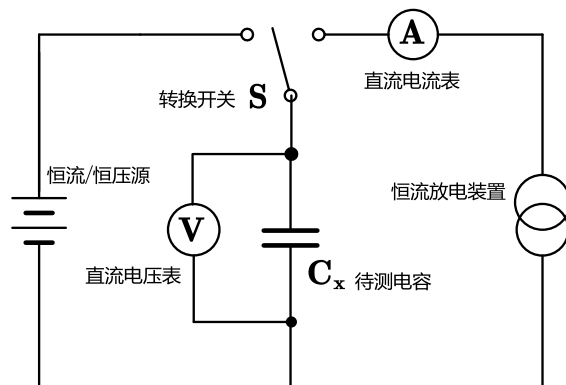 A
直流电流表
转换开关 S
恒流/恒压源
恒流放电装置
V
直流电压表
Cx 待测电容